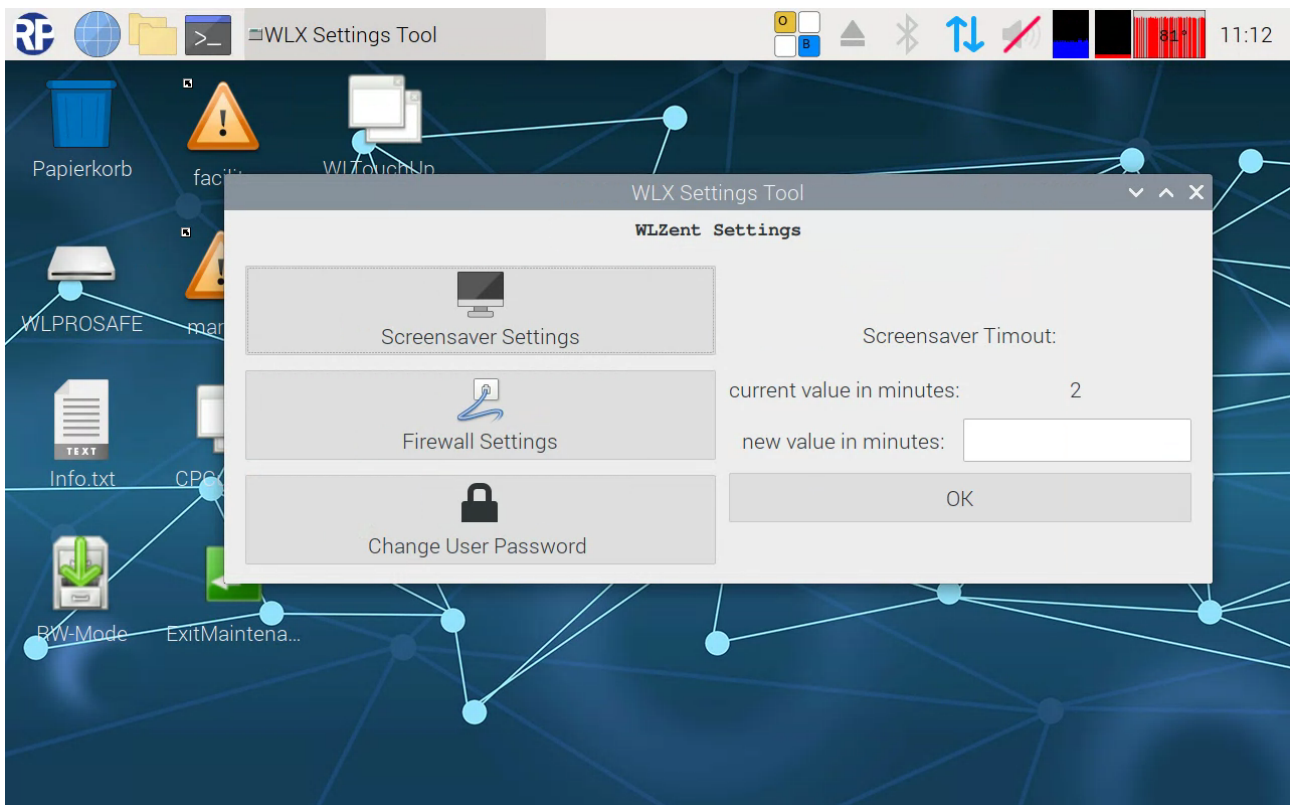 RP WLX Settings Tool O B 81° 11:12
Papierkorb
WLTouchUp
WLX Settings Tool
WLZent Settings
WLPROSAFE
Screensaver Settings
Screensaver Timout:
current value in minutes: 2
Firewall Settings
new value in minutes:
TEXT
Info.txt
OK
Change User Password
RW-Mode
ExitMaintena...